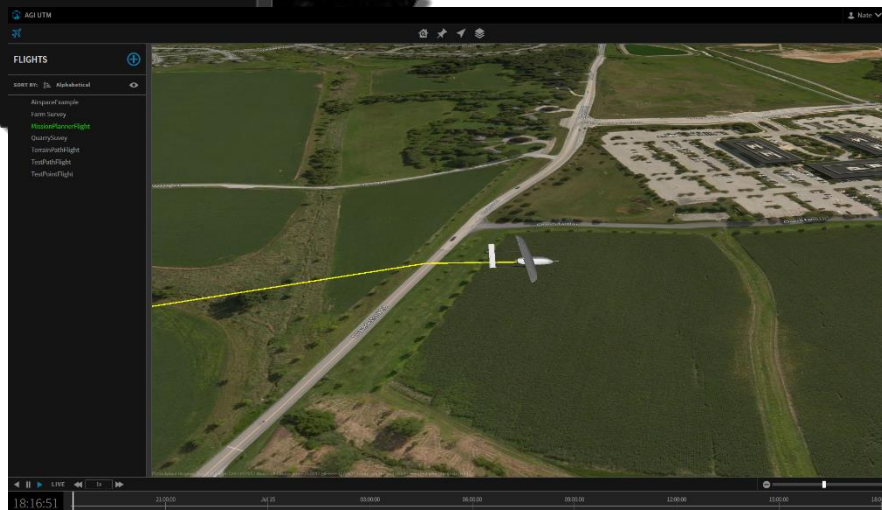 AGI UTM
Nate
FLIGHTS
SORT BY: Alphabetical
AirspaceExample
Farm Survey
MissionPlannerFlight
QuarrySuvey
TerrainPathFlight
TestPathFlight
TestPointFlight
LIVE
1x
18:16:51
21:00:00
Jul 15
03:00:00
06:00:00
09:00:00
12:00:00
15:00:00